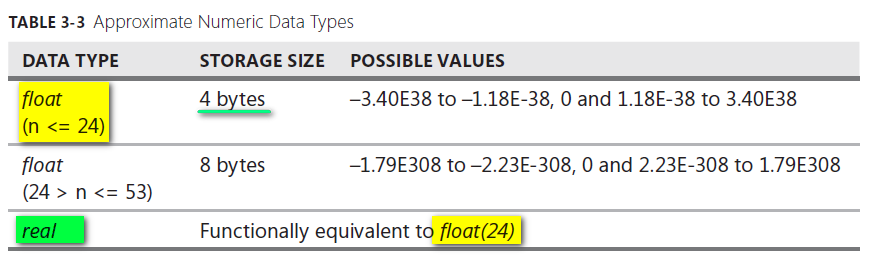 TABLE 3-3 Approximate Numeric Data Types
DATA TYPE STORAGE SIZE POSSIBLE VALUES
float 4 bytes –3.40E38 to –1.18E-38, 0 and 1.18E-38 to 3.40E38
(n <= 24)
float 8 bytes –1.79E308 to –2.23E-308, 0 and 2.23E-308 to 1.79E308
(24 > n <= 53)
real Functionally equivalent to float(24)